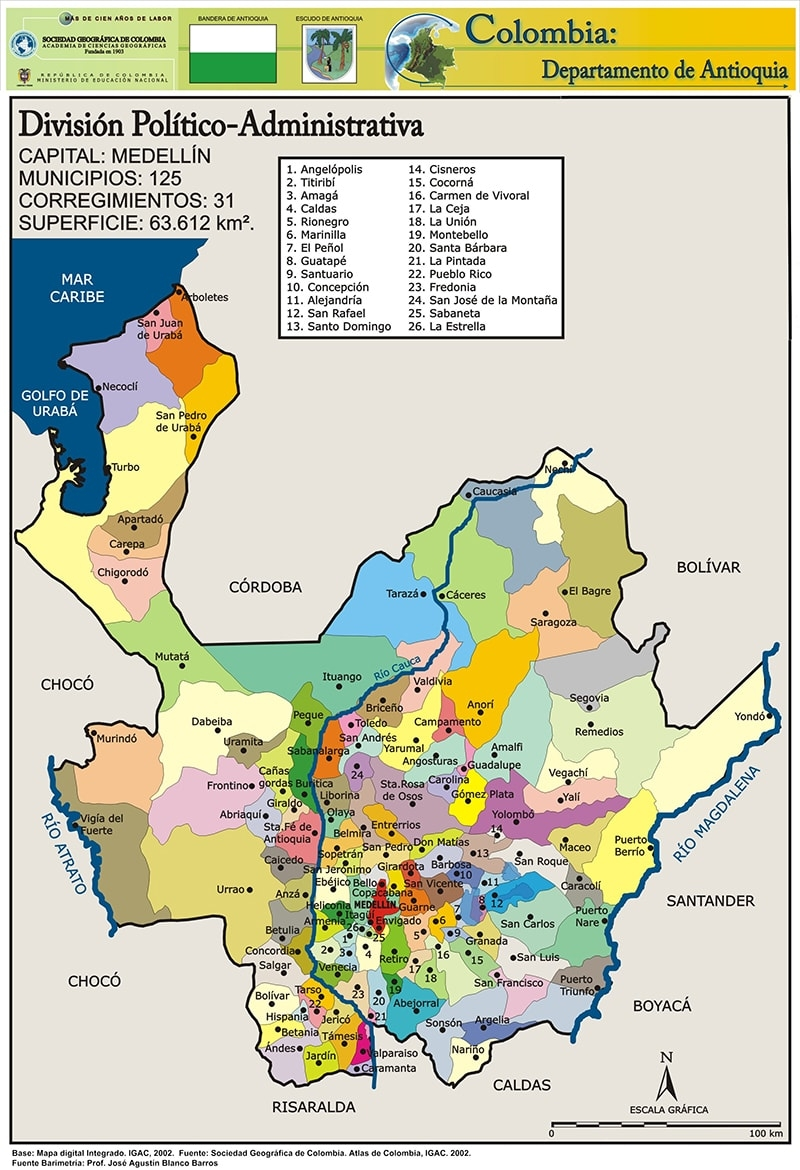 MÁS CIEN AÑOS DE LABOR
SOCIEDAD GEOGRÁFICA DE COLOMBIA
ACADEMIA DE CIENCIAS GEOGRÁFICAS
Fundada en 1903
REPÚBLICA DE COLOMBIA
MINISTERIO DE EDUCACIÓN NACIONAL
BANDERA DE ANTIOQUIA
ESCUDO DE ANTIOQUIA
Colombia:
Departamento de Antioquia
División Político-Administrativa
CAPITAL: MEDELLÍN
MUNICIPIOS: 125
CORREGIMIENTOS: 31
SUPERFICIE: 63.612 km².
1. Angelópolis
2. Titiribí
3. Amagá
4. Caldas
5. Rionegro
6. Marinilla
7. El Peñol
8. Guatapé
9. Santuario
10. Concepción
11. Alejandría
12. San Rafael
13. Santo Domingo
14. Cisneros
15. Cocorná
16. Carmen de Vivoral
17. La Ceja
18. La Unión
19. Montebello
20. Santa Bárbara
21. La Pintada
22. Pueblo Rico
23. Fredonia
24. San José de la Montaña
25. Sabaneta
26. La Estrella
MAR
CARIBE
Arboletes
San Juan
de Urabá
Necoclí
GOLFO DE
URABÁ
San Pedro
de Urabá
Turbo
Apartadó
Carepa
Chigorodó
CÓRDOBA
BOLÍVAR
Nechí
Caucasia
Tarazá
Cáceres
El Bagre
Saragoza
Mutatá
CHOCÓ
Ituango
Río Cauca
Valdivia
Briceño
Anorí
Segovia
Remedios
Yondó
Murindó
Dabeiba
Uramita
Peque
Toledo
Campamento
Sabanalarga
San Andrés
Yarumal
Angosturas
Amalfi
Guadalupe
24
Cañas
gordas
Frontino
Buriticá
Liborina
Sta.Rosa
de Osos
Carolina
Gómez Plata
Vegachí
Yalí
Giraldo
Abriaquí
Olaya
Yolombó
RÍO MAGDALENA
RÍO ATRATO
Vigía del
Fuerte
Sta.Fé de
Antioquia
Belmira
Entrerrios
14
Maceo
Puerto
Berrío
Caicedo
Sopetrán
San Pedro
Don Matías
13
San Roque
San Jerónimo
Girardota
Barbosa
10
Urrao
Anzá
Ebéjico
Bello
Copacabana
San Vicente
11
Caracolí
SANTANDER
Heliconia
MEDELLÍN
Guarne
8
12
Armenia
Itagüí
Envigado
7
San Carlos
Puerto
Nare
Betulia
26
25
6
5
9
1
Concordia
2
3
4
Granada
Salgar
Venecia
Retiro
16
15
San Luis
17
18
San Francisco
Puerto
Triunfo
CHOCÓ
Bolívar
Tarso
22
23
20
19
Abejorral
BOYACÁ
Hispania
Jericó
21
Sonsón
Argelia
Betania
Támesis
Ándes
Jardín
Valparaiso
Caramanta
Nariño
CALDAS
RISARALDA
N
ESCALA GRÁFICA
0
100 km
Base: Mapa digital Integrado. IGAC, 2002. Fuente: Sociedad Geográfica de Colombia. Atlas de Colombia, IGAC. 2002.
Fuente Barimetría: Prof. José Agustín Blanco Barros